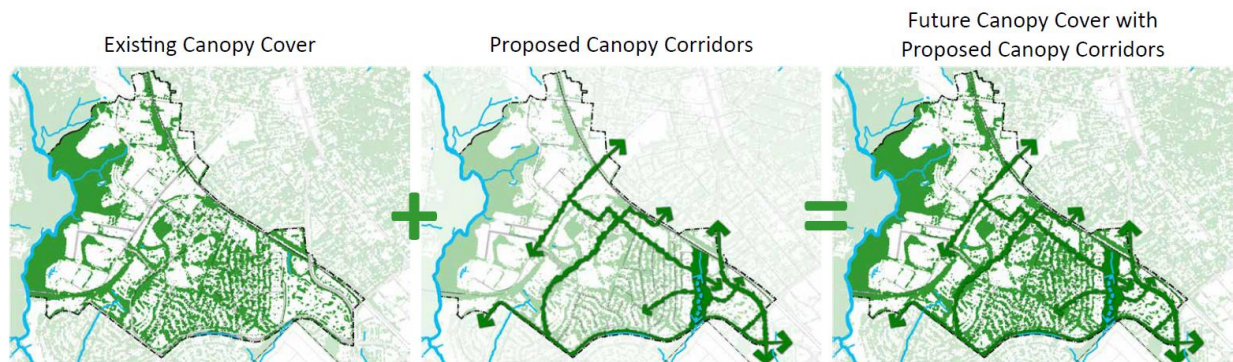 Existing Canopy Cover
Proposed Canopy Corridors
Future Canopy Cover with
Proposed Canopy Corridors
+
=